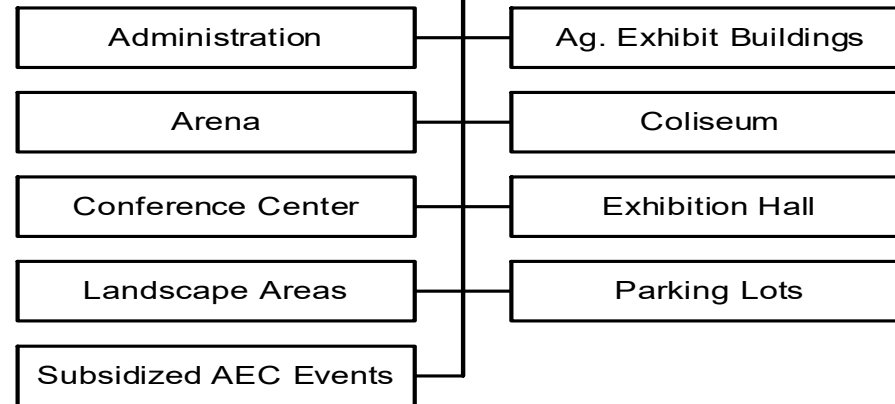 Administration
Ag. Exhibit Buildings
Arena
Coliseum
Conference Center
Exhibition Hall
Landscape Areas
Parking Lots
Subsidized AEC Events